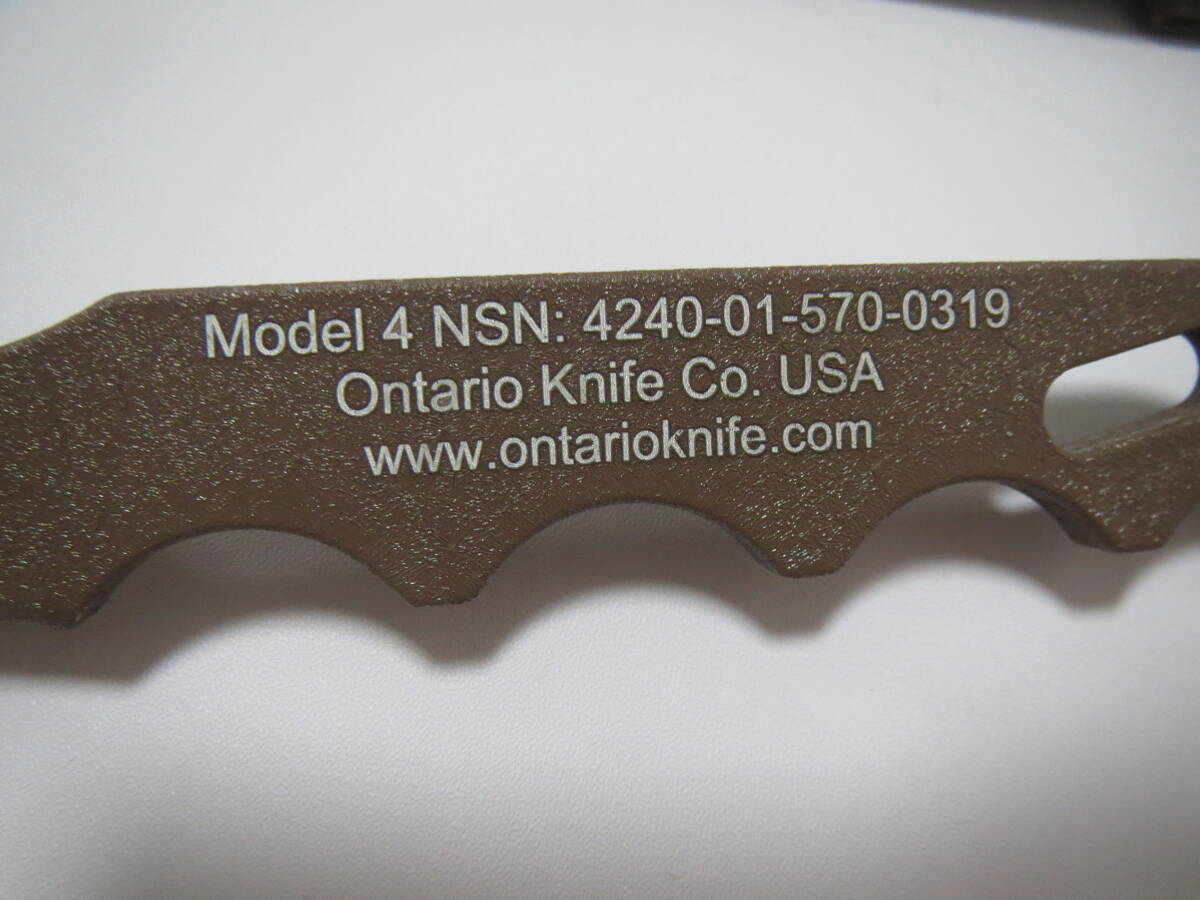 Model 4 NSN: 4240-01-570-0319
Ontario Knife Co. USA
www.ontarioknife.com